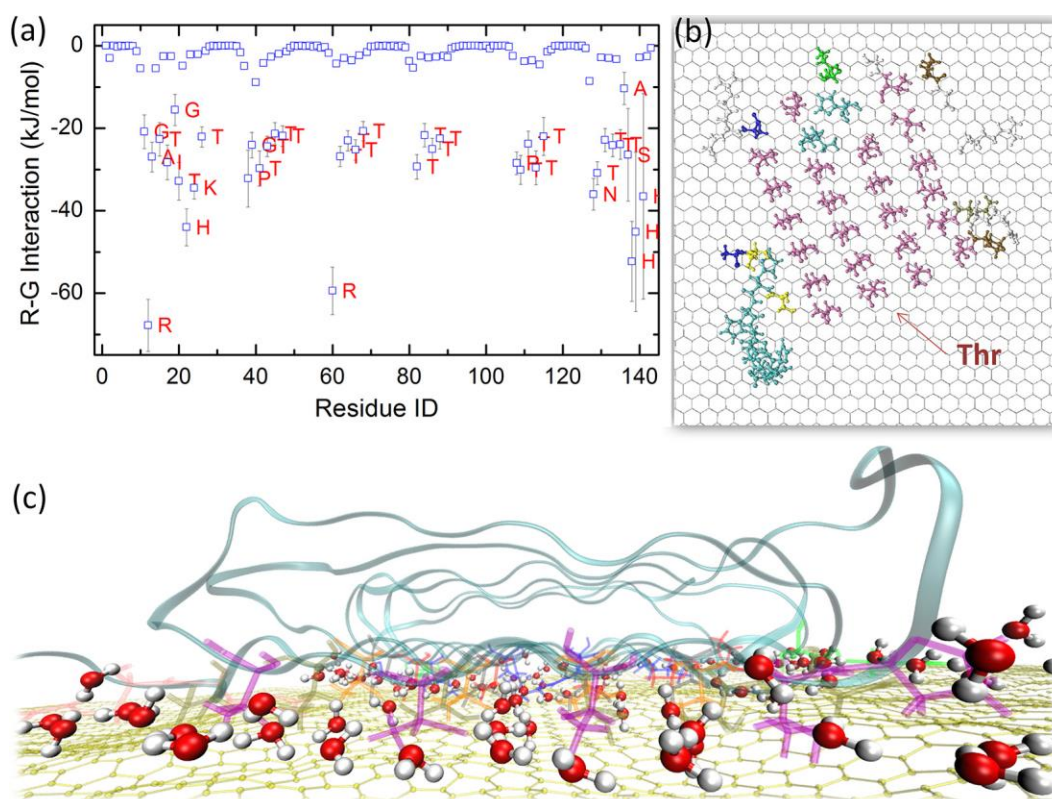 (a)
R-G Interaction (kJ/mol)
0
-20
-40
-60
G
G
T
T
A
I
T
K
H
R
G
T
T
T
T
P
T
R
T
T
T
T
T
T
T
T
P
T
N
T
T
T
A
S
H
H
0 20 40 60 80 100 120 140
Residue ID
(b)
Thr
(c)